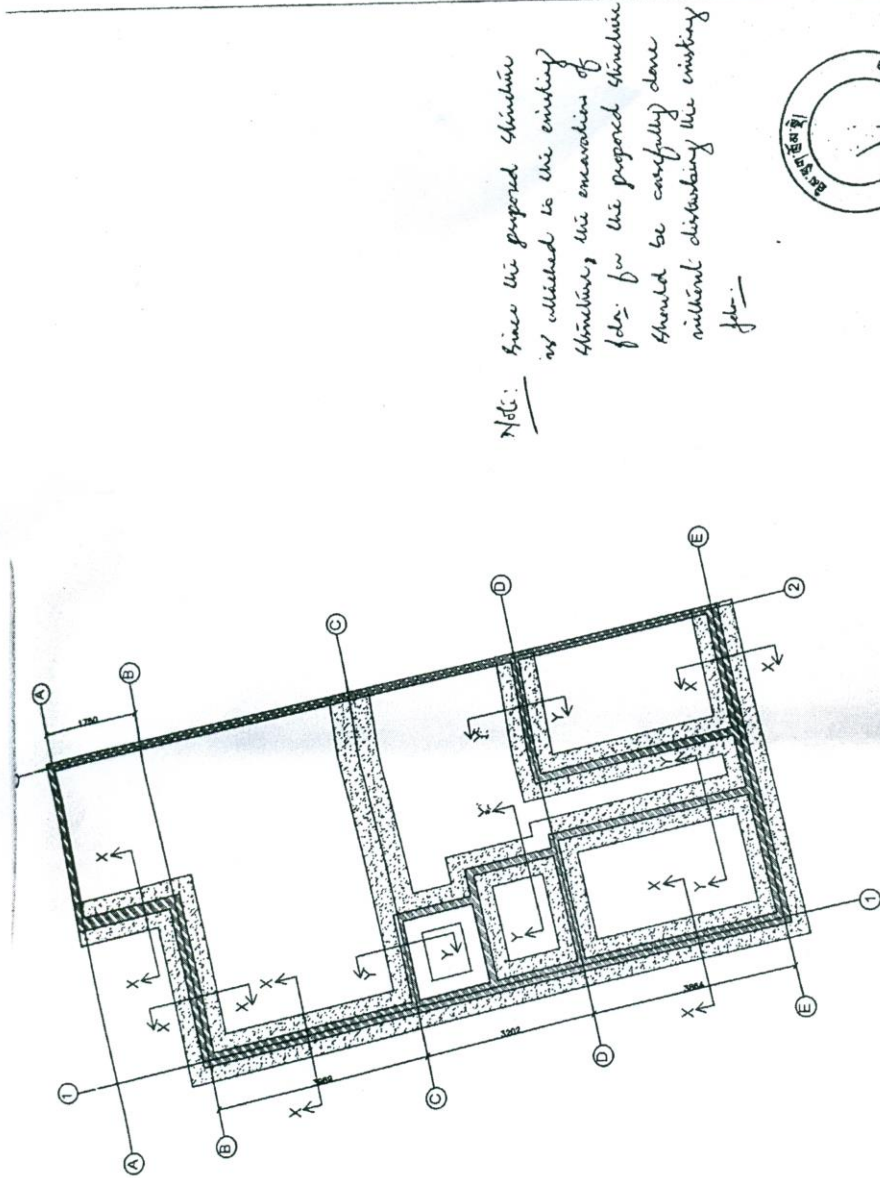 Note: Since the proposed structure
is attached to the existing
structure, the excavation of
fdn. for the proposed structure
should be carefully done
without disturbing the existing
fdn.
A
B
C
D
E
2
1750
1
A
B
C
D
E
1
3202
3864
X
X
X
X
X
X
X
X
X
X
X
X
Y
Y
Y
Y
Y
Y
Y
Y